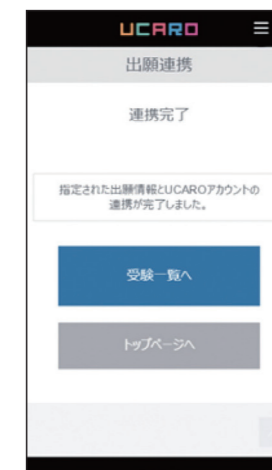 UCARO
出願連携
連携完了
指定された出願情報とUCAROアカウントの
連携が完了しました。
受験一覧へ
トップページへ